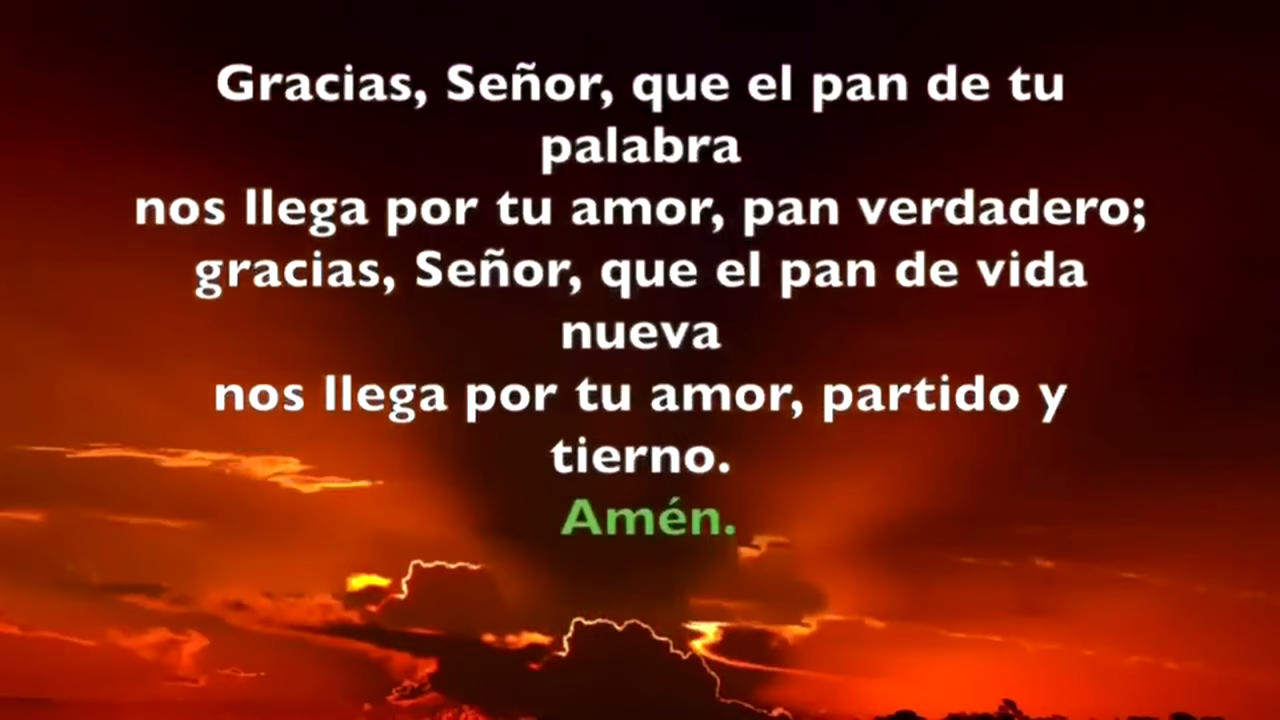 Gracias, Señor, que el pan de tu
palabra
nos llega por tu amor, pan verdadero;
gracias, Señor, que el pan de vida
nueva
nos llega por tu amor, partido y
tierno.
Amén.